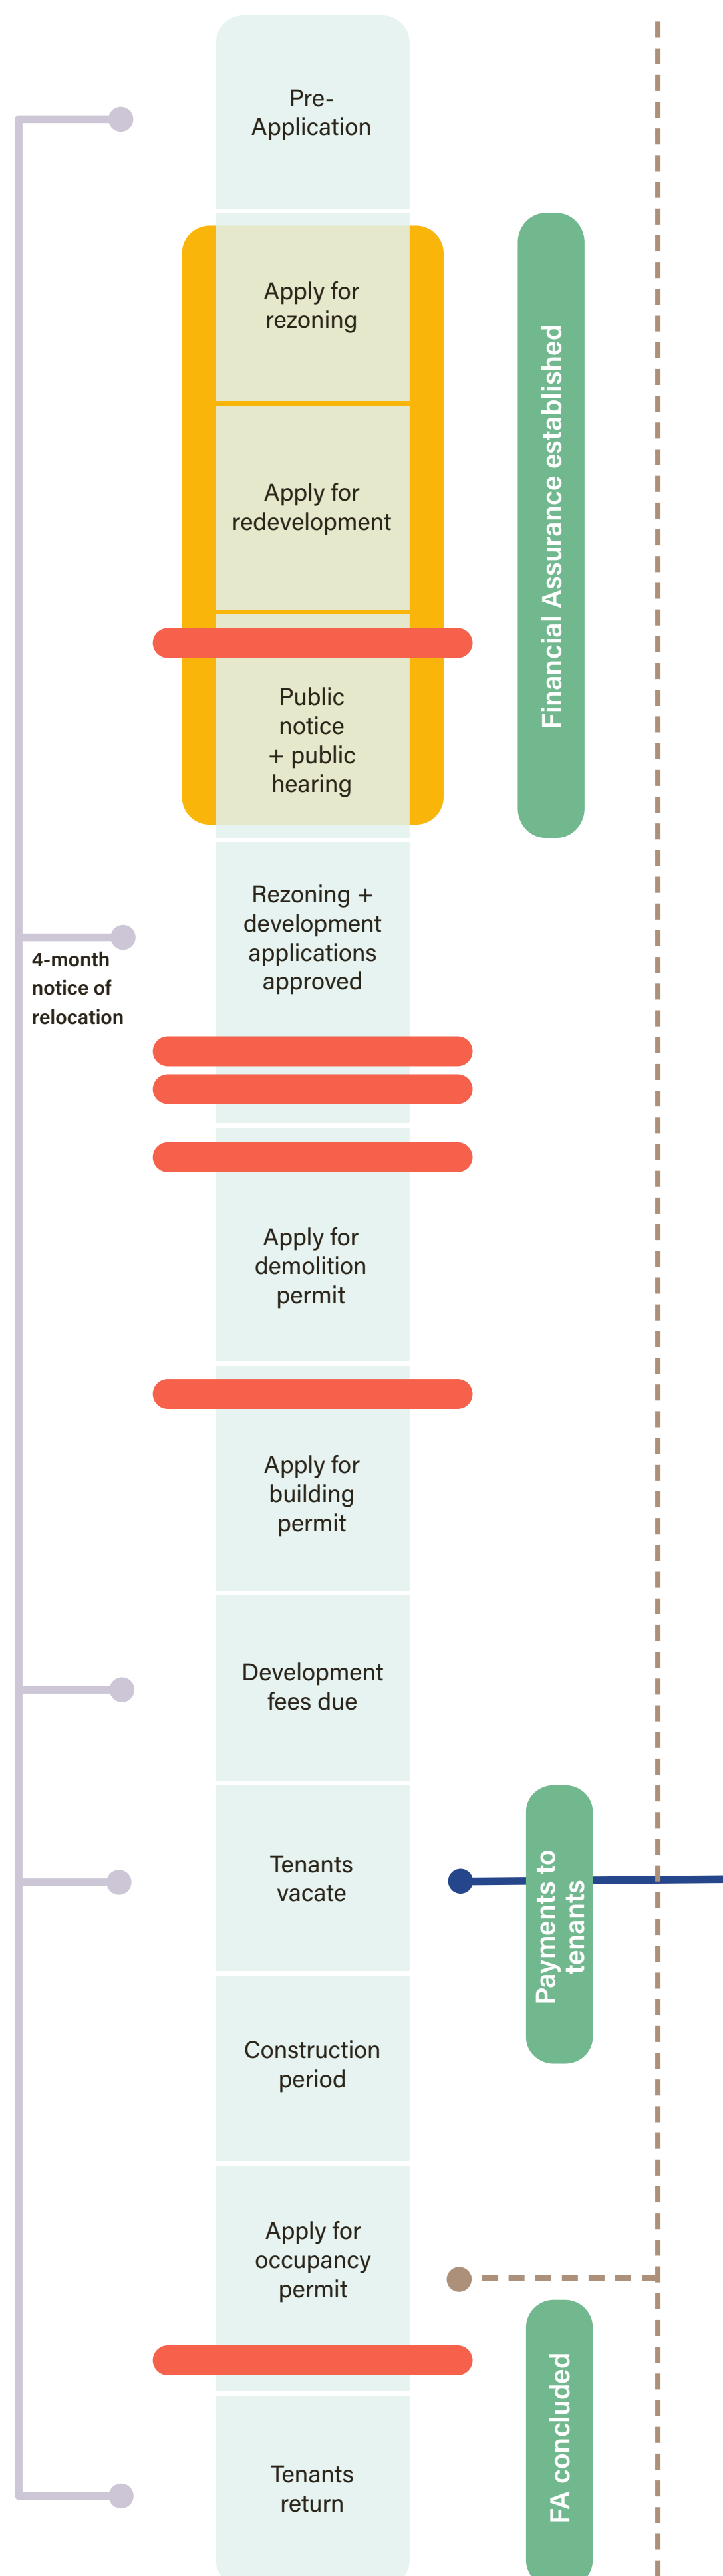 Pre-
Application
Apply for
rezoning
Apply for
redevelopment
Financial Assurance established
Public
notice
+ public
hearing
Rezoning +
development
applications
approved
4-month
notice of
relocation
Apply for
demolition
permit
Apply for
building
permit
Development
fees due
Tenants
vacate
Payments to
tenants
Construction
period
Apply for
occupancy
permit
FA concluded
Tenants
return